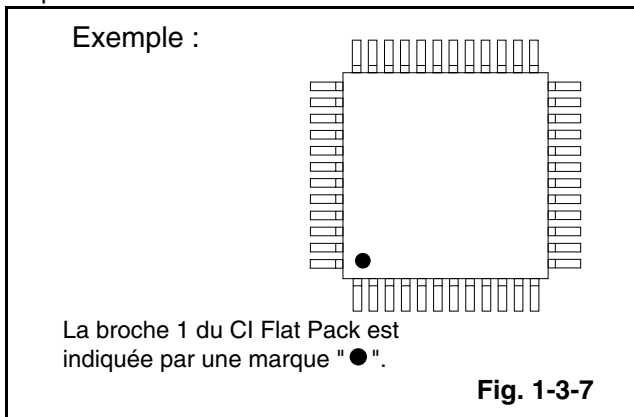 Exemple :
La broche 1 du CI Flat Pack est
indiquée par une marque " ● ".
Fig. 1-3-7